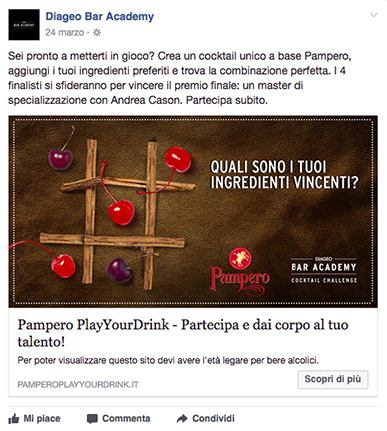 Diageo Bar Academy
24 marzo ·
Sei pronto a metterti in gioco? Crea un cocktail unico a base Pampero,
aggiungi i tuoi ingredienti preferiti e trova la combinazione perfetta. I 4
finalisti si sfideranno per vincere il premio finale: un master di
specializzazione con Andrea Cason. Partecipa subito.
QUALI SONO I TUOI
INGREDIENTI VINCENTI?
Pampero
DIAGEO
BAR ACADEMY
COCKTAIL CHALLENGE
Pampero PlayYourDrink - Partecipa e dai corpo al tuo
talento!
Per poter visualizzare questo sito devi avere l'età legare per bere alcolici.
PAMPEROPLAYYOURDRINK.IT
Scopri di più
Mi piace Commenta Condividi